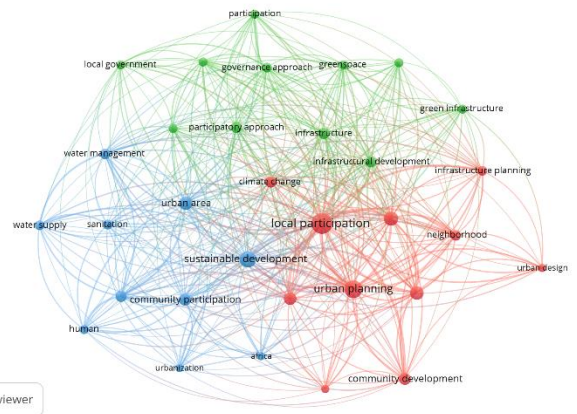 participation
local government
governance approach
greenspace
green infrastructure
participatory approach
infrastructure
water management
infrastructural development
infrastructure planning
climate change
urban area
local participation
water supply
sanitation
neighborhood
sustainable development
urban design
urban planning
community participation
human
africa
urbanization
community development
viewer